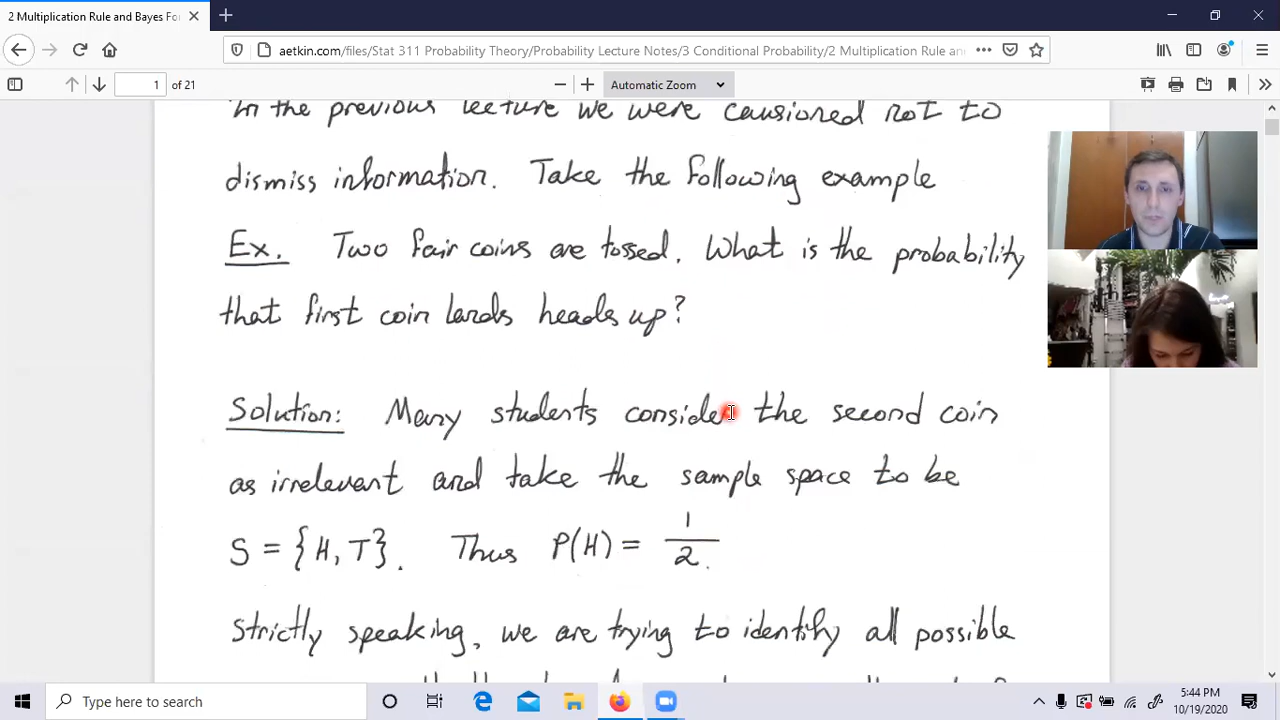 2 Multiplication Rule and Bayes Fo
aetkin.com/files/Stat 311 Probability Theory/Probability Lecture Notes/3 Conditional Probability/2 Multiplication Rule and
1 of 21
Automatic Zoom
In the previous lecture we were causioned not to
dismiss information. Take the following example
Ex. Two fair coins are tossed. What is the probability
that first coin lands heads up?
Solution: Many students consider the second coin
as irrelevant and take the sample space to be
S = {H, T}. Thus P(H) = 1/2.
Strictly speaking, we are trying to identify all possible
Type here to search
5:44 PM
10/19/2020